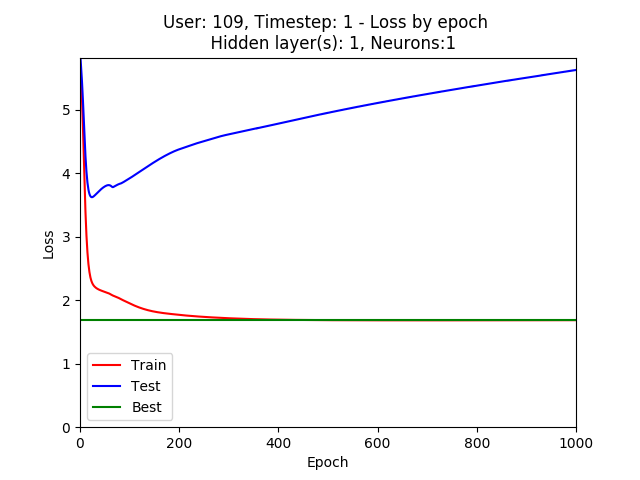 User: 109, Timestep: 1 - Loss by epoch
Hidden layer(s): 1, Neurons:1
5
4
3
2
1
0
Loss
Train
Test
Best
0 200 400 600 800 1000
Epoch